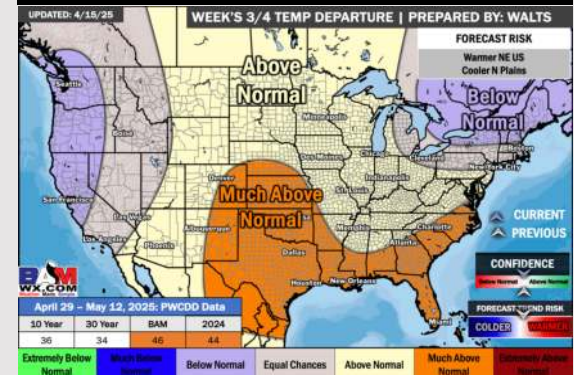 UPDATED: 4/15/25
WEEK'S 3/4 TEMP DEPARTURE | PREPARED BY: WALTS
FORECAST RISK
Warmer NE US
Cooler N Plains
Above
Normal
Below
Normal
Seattle
Minneapolis
Boise
Boston
Chicago
Cleveland
New York City
Des Moines
Denver
Indianapolis
St. Louis
San Francisco
Much Above
Normal
Las Vegas
Los Angeles
Albuquerque
Memphis
Charlotte
Phoenix
Atlanta
Dallas
Houston
New Orleans
Miami
CURRENT
PREVIOUS
CONFIDENCE
Below Normal Above Normal
FORECAST TREND RISK
COLDER WARMER
BAM
WX.COM
Weather Made Simple
April 29 – May 12, 2025: PWCDD Data
10 Year 30 Year BAM 2024
36 34 46 44
Extremely Below Normal
Much Below Normal
Below Normal
Equal Chances
Above Normal
Much Above Normal
Extremely Above Normal